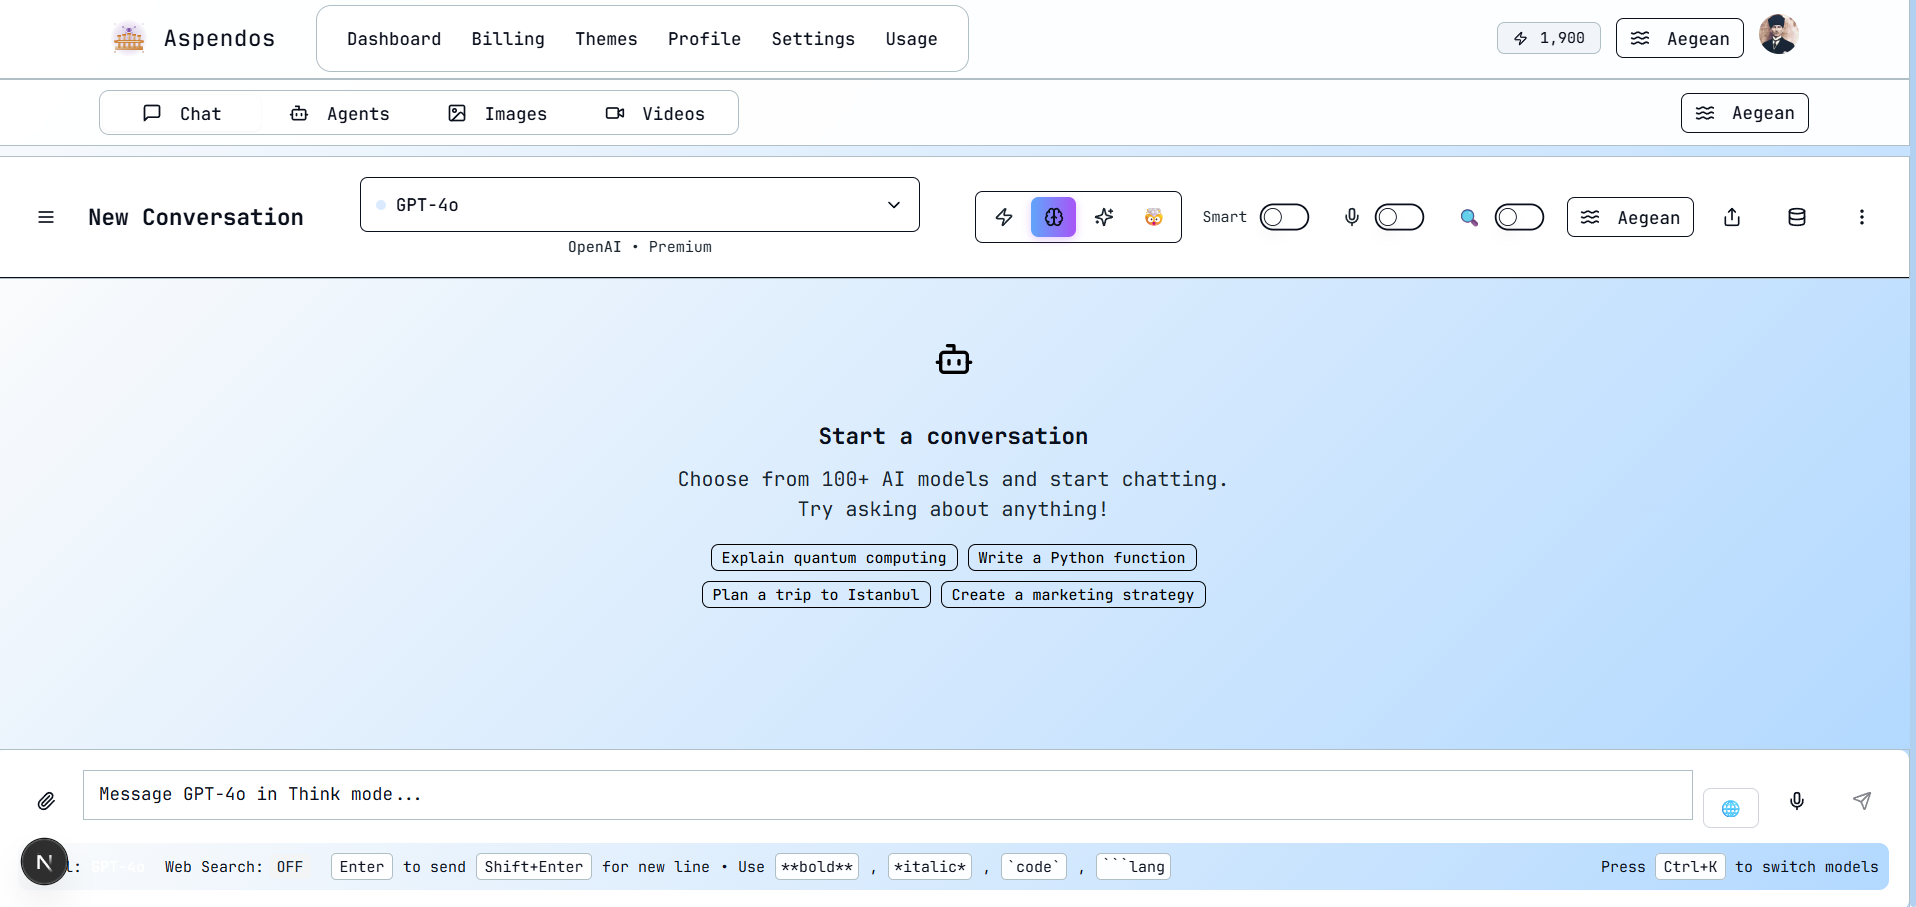 Aspendos
Dashboard Billing Themes Profile Settings Usage
1,900
Aegean
Chat Agents Images Videos
Aegean
New Conversation
GPT-4o
OpenAI • Premium
Smart
Aegean
Start a conversation
Choose from 100+ AI models and start chatting.
Try asking about anything!
Explain quantum computing
Write a Python function
Plan a trip to Istanbul
Create a marketing strategy
Message GPT-4o in Think mode...
N
l: GPT-4o Web Search: OFF Enter to send Shift+Enter for new line • Use **bold** , *italic* , `code` , ```lang Press Ctrl+K to switch models